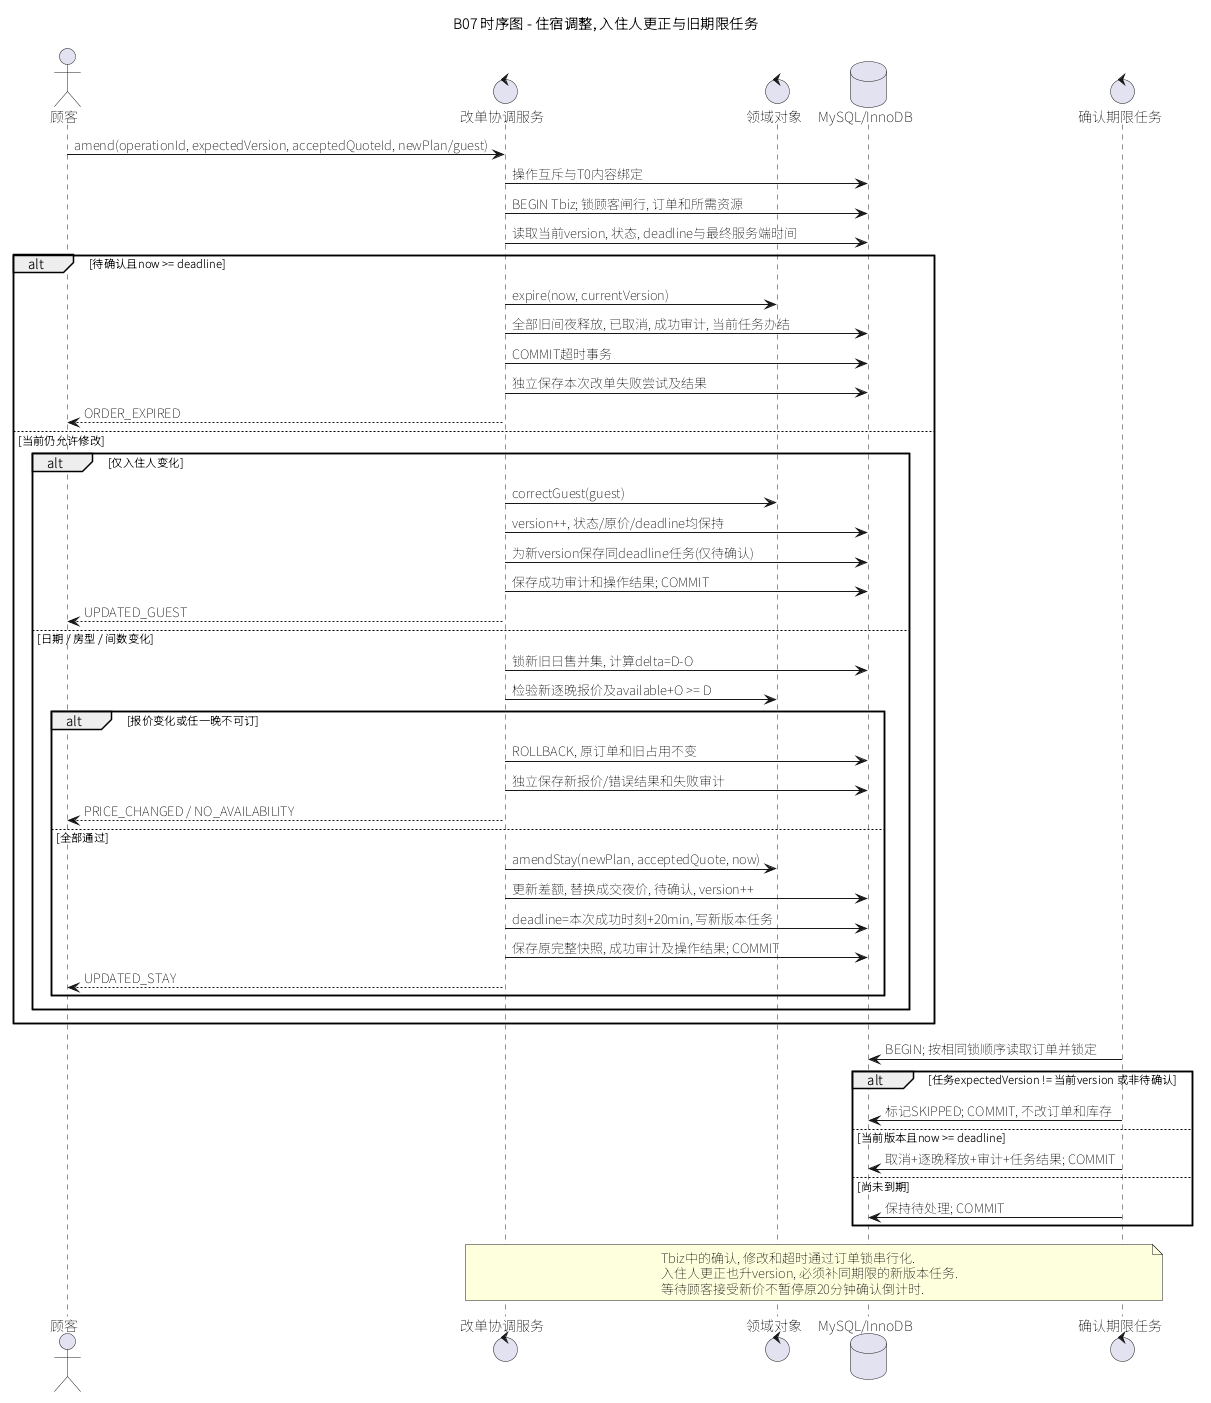 B07 时序图 - 住宿调整, 入住人更正与旧期限任务
顾客
改单协调服务
领域对象
MySQL/InnoDB
确认期限任务
amend(operationId, expectedVersion, acceptedQuoteId, newPlan/guest)
操作互斥与T0内容绑定
BEGIN Tbiz; 锁顾客闸行, 订单和所需资源
读取当前version, 状态, deadline与最终服务端时间
alt
[待确认且now >= deadline]
expire(now, currentVersion)
全部旧间夜释放, 已取消, 成功审计, 当前任务办结
COMMIT超时事务
独立保存本次改单失败尝试及结果
ORDER_EXPIRED
[当前仍允许修改]
alt
[仅入住人变化]
correctGuest(guest)
version++, 状态/原价/deadline均保持
为新version保存同deadline任务(仅待确认)
保存成功审计和操作结果; COMMIT
UPDATED_GUEST
[日期 / 房型 / 间数变化]
锁新旧日售并集, 计算delta=D-O
检验新逐晚报价及available+O >= D
alt
[报价变化或任一晚不可订]
ROLLBACK, 原订单和旧占用不变
独立保存新报价/错误结果和失败审计
PRICE_CHANGED / NO_AVAILABILITY
[全部通过]
amendStay(newPlan, acceptedQuote, now)
更新差额, 替换成交夜价, 待确认, version++
deadline=本次成功时刻+20min, 写新版本任务
保存原完整快照, 成功审计及操作结果; COMMIT
UPDATED_STAY
BEGIN; 按相同锁顺序读取订单并锁定
alt
[任务expectedVersion != 当前version 或非待确认]
标记SKIPPED; COMMIT, 不改订单和库存
[当前版本且now >= deadline]
取消+逐晚释放+审计+任务结果; COMMIT
[尚未到期]
保持待处理; COMMIT
Tbiz中的确认, 修改和超时通过订单锁串行化.
入住人更正也升version, 必须补同期限的新版本任务.
等待顾客接受新价不暂停原20分钟确认倒计时.
顾客
改单协调服务
领域对象
MySQL/InnoDB
确认期限任务